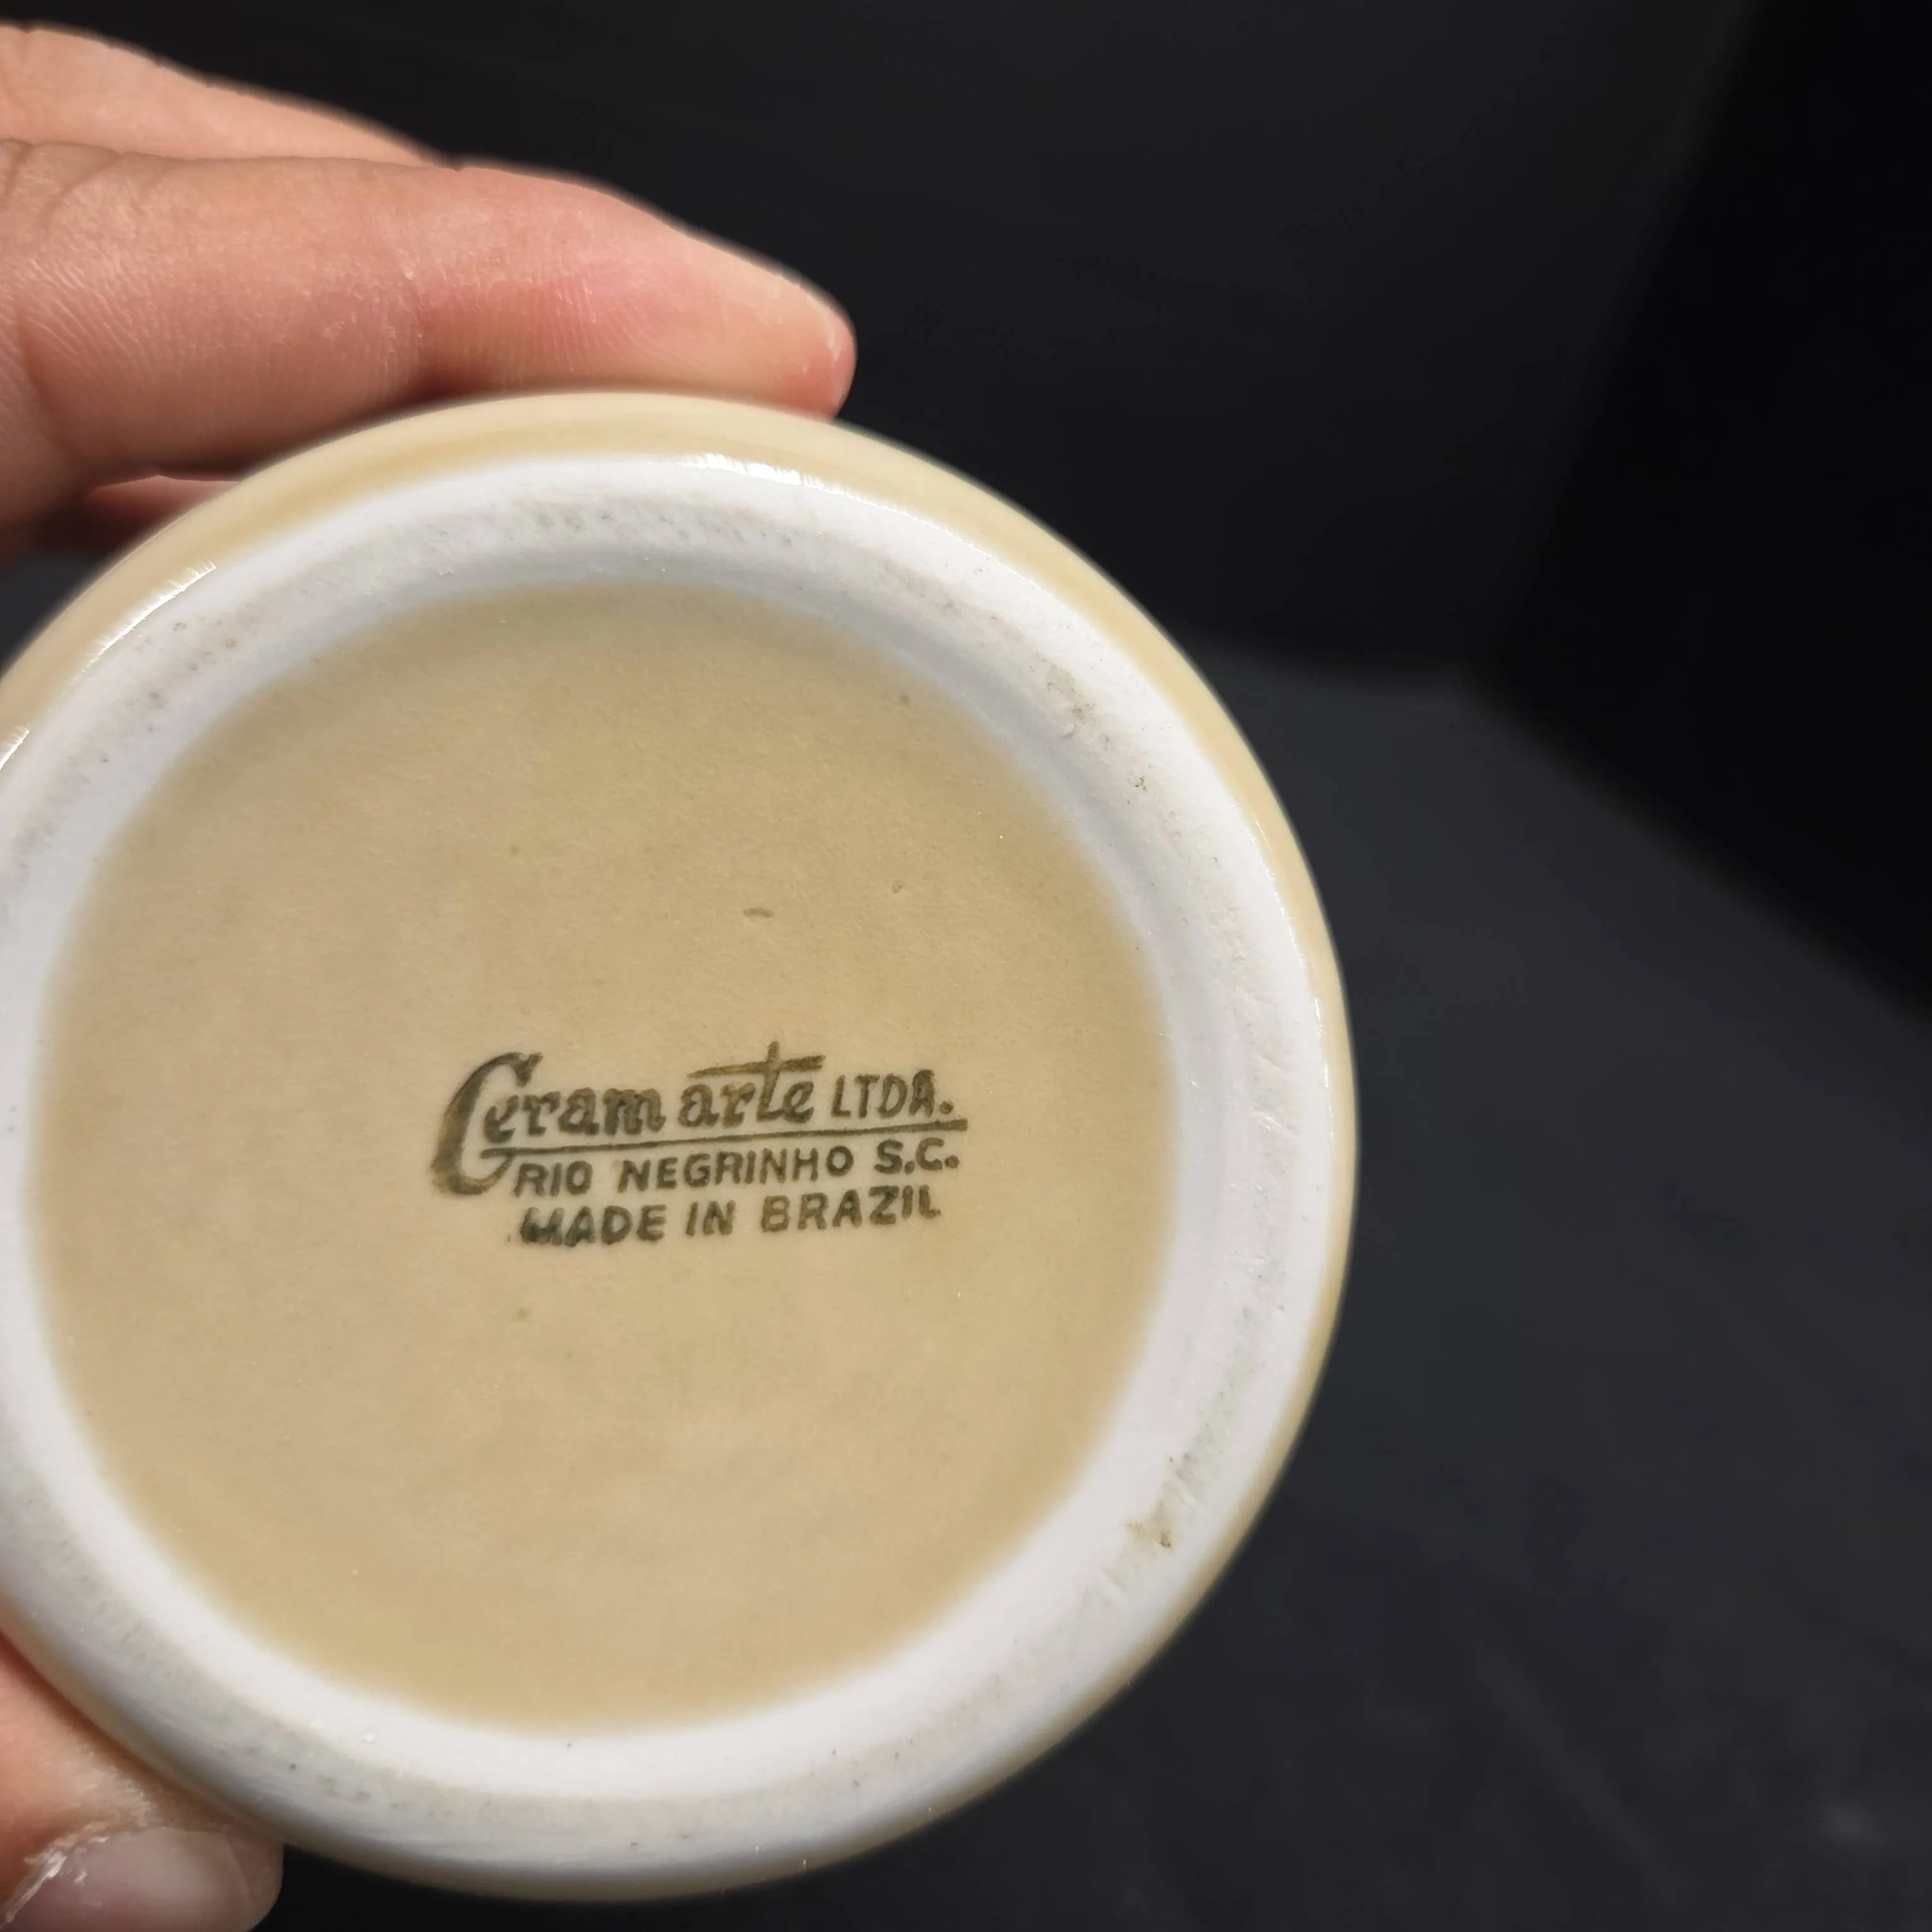 Ceramarte LTDA.
RIO NEGRINHO S.C.
MADE IN BRAZIL